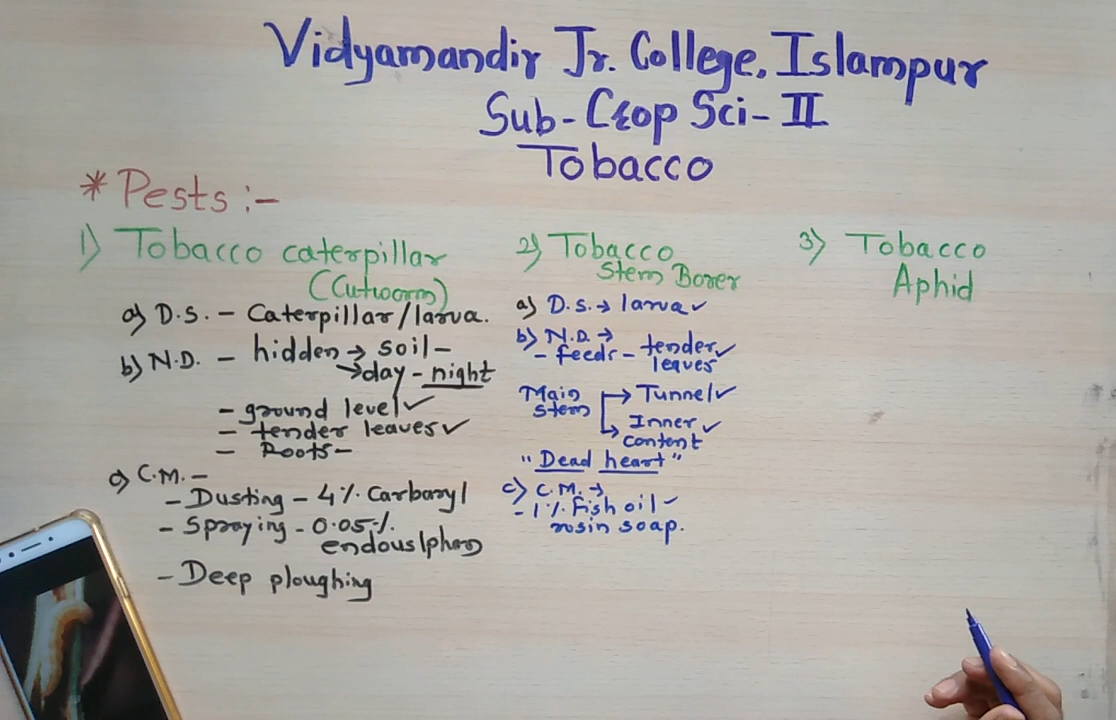 Vidyamandir Jr. College, Islampur
Sub-Crop Sci-II
Tobacco
* Pests :-
1) Tobacco caterpillar
(Cutworm)
a) D.S. - Caterpillar/larva.
b) N.D. - hidden → soil -
→ day - night
- ground level ✓
- tender leaves ✓
- Roots -
c) C.M. -
- Dusting - 4% Carbaryl
- Spraying - 0.05%.
endouslphan
- Deep ploughing
2) Tobacco
Stem Borer
a) D.S. → larva ✓
b) N.D. →
- feeds - tender ✓
leaves
Main → Tunnel ✓
stem
→ Inner ✓
content
"Dead heart"
c) C.M. →
- 1% Fish oil -
rosin soap.
3) Tobacco
Aphid